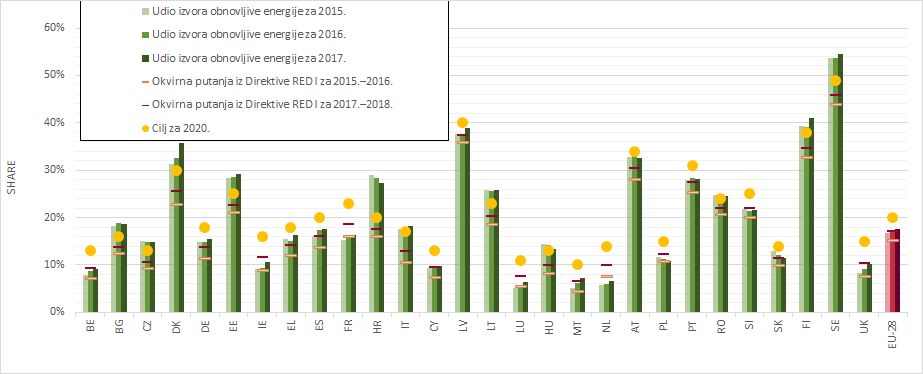 Udio izvora obnovljive energije za 2015.
Udio izvora obnovljive energije za 2016.
Udio izvora obnovljive energije za 2017.
Okvirna putanja iz Direktive RED I za 2015.–2016.
Okvirna putanja iz Direktive RED I za 2017.–2018.
Cilj za 2020.
60%
50%
40%
30%
20%
10%
0%
SHARE
BE BG CZ DK DE EE IE EL ES FR HR IT CY LV LT LU HU MT NL AT PL PT RO SI SK FI SE UK EU-28